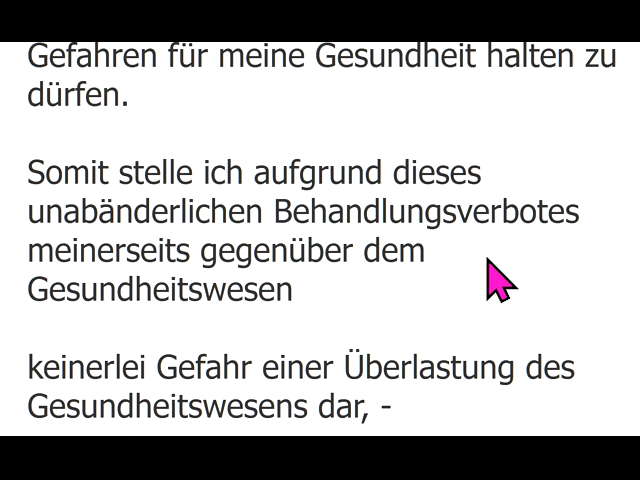 Gefahren für meine Gesundheit halten zu
dürfen.
Somit stelle ich aufgrund dieses
unabänderlichen Behandlungsverbotes
meinerseits gegenüber dem
Gesundheitswesen
keinerlei Gefahr einer Überlastung des
Gesundheitswesens dar, -